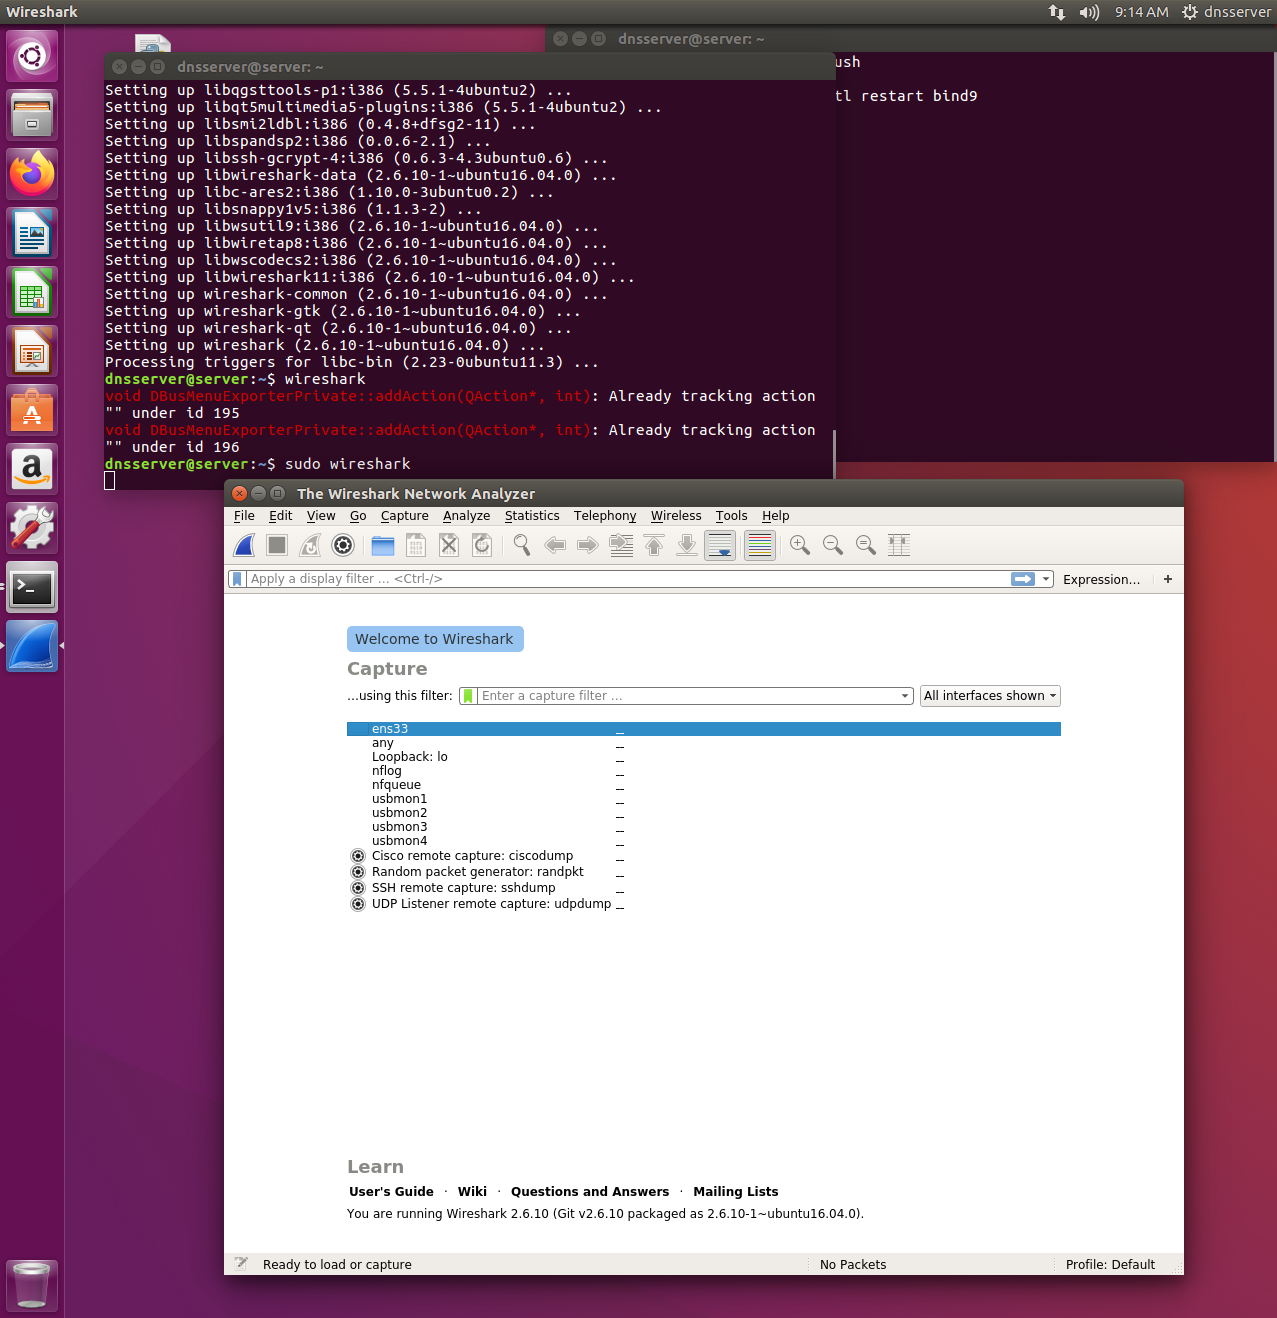 Wireshark
9:14 AM
dnsserver
dnsserver@server: ~
ush
tl restart bind9
dnsserver@server: ~
Setting up libqgsttools-p1:i386 (5.5.1-4ubuntu2) ...
Setting up libqt5multimedia5-plugins:i386 (5.5.1-4ubuntu2) ...
Setting up libsmi2ldbl:i386 (0.4.8+dfsg2-11) ...
Setting up libspandsp2:i386 (0.0.6-2.1) ...
Setting up libssh-gcrypt-4:i386 (0.6.3-4.3ubuntu0.6) ...
Setting up libwireshark-data (2.6.10-1~ubuntu16.04.0) ...
Setting up libc-ares2:i386 (1.10.0-3ubuntu0.2) ...
Setting up libsnappy1v5:i386 (1.1.3-2) ...
Setting up libwsutil9:i386 (2.6.10-1~ubuntu16.04.0) ...
Setting up libwiretap8:i386 (2.6.10-1~ubuntu16.04.0) ...
Setting up libwscodecs2:i386 (2.6.10-1~ubuntu16.04.0) ...
Setting up libwireshark11:i386 (2.6.10-1~ubuntu16.04.0) ...
Setting up wireshark-common (2.6.10-1~ubuntu16.04.0) ...
Setting up wireshark-gtk (2.6.10-1~ubuntu16.04.0) ...
Setting up wireshark-qt (2.6.10-1~ubuntu16.04.0) ...
Setting up wireshark (2.6.10-1~ubuntu16.04.0) ...
Processing triggers for libc-bin (2.23-0ubuntu11.3) ...
dnsserver@server:~$ wireshark
void DBusMenuExporterPrivate::addAction(QAction*, int): Already tracking action
"" under id 195
void DBusMenuExporterPrivate::addAction(QAction*, int): Already tracking action
"" under id 196
dnsserver@server:~$ sudo wireshark
The Wireshark Network Analyzer
File Edit View Go Capture Analyze Statistics Telephony Wireless Tools Help
Apply a display filter ... <Ctrl-/>
Expression... +
Welcome to Wireshark
Capture
...using this filter: Enter a capture filter ... All interfaces shown
ens33
any
Loopback: lo
nflog
nfqueue
usbmon1
usbmon2
usbmon3
usbmon4
Cisco remote capture: ciscodump
Random packet generator: randpkt
SSH remote capture: sshdump
UDP Listener remote capture: udpdump
Learn
User's Guide · Wiki · Questions and Answers · Mailing Lists
You are running Wireshark 2.6.10 (Git v2.6.10 packaged as 2.6.10-1~ubuntu16.04.0).
Ready to load or capture
No Packets
Profile: Default